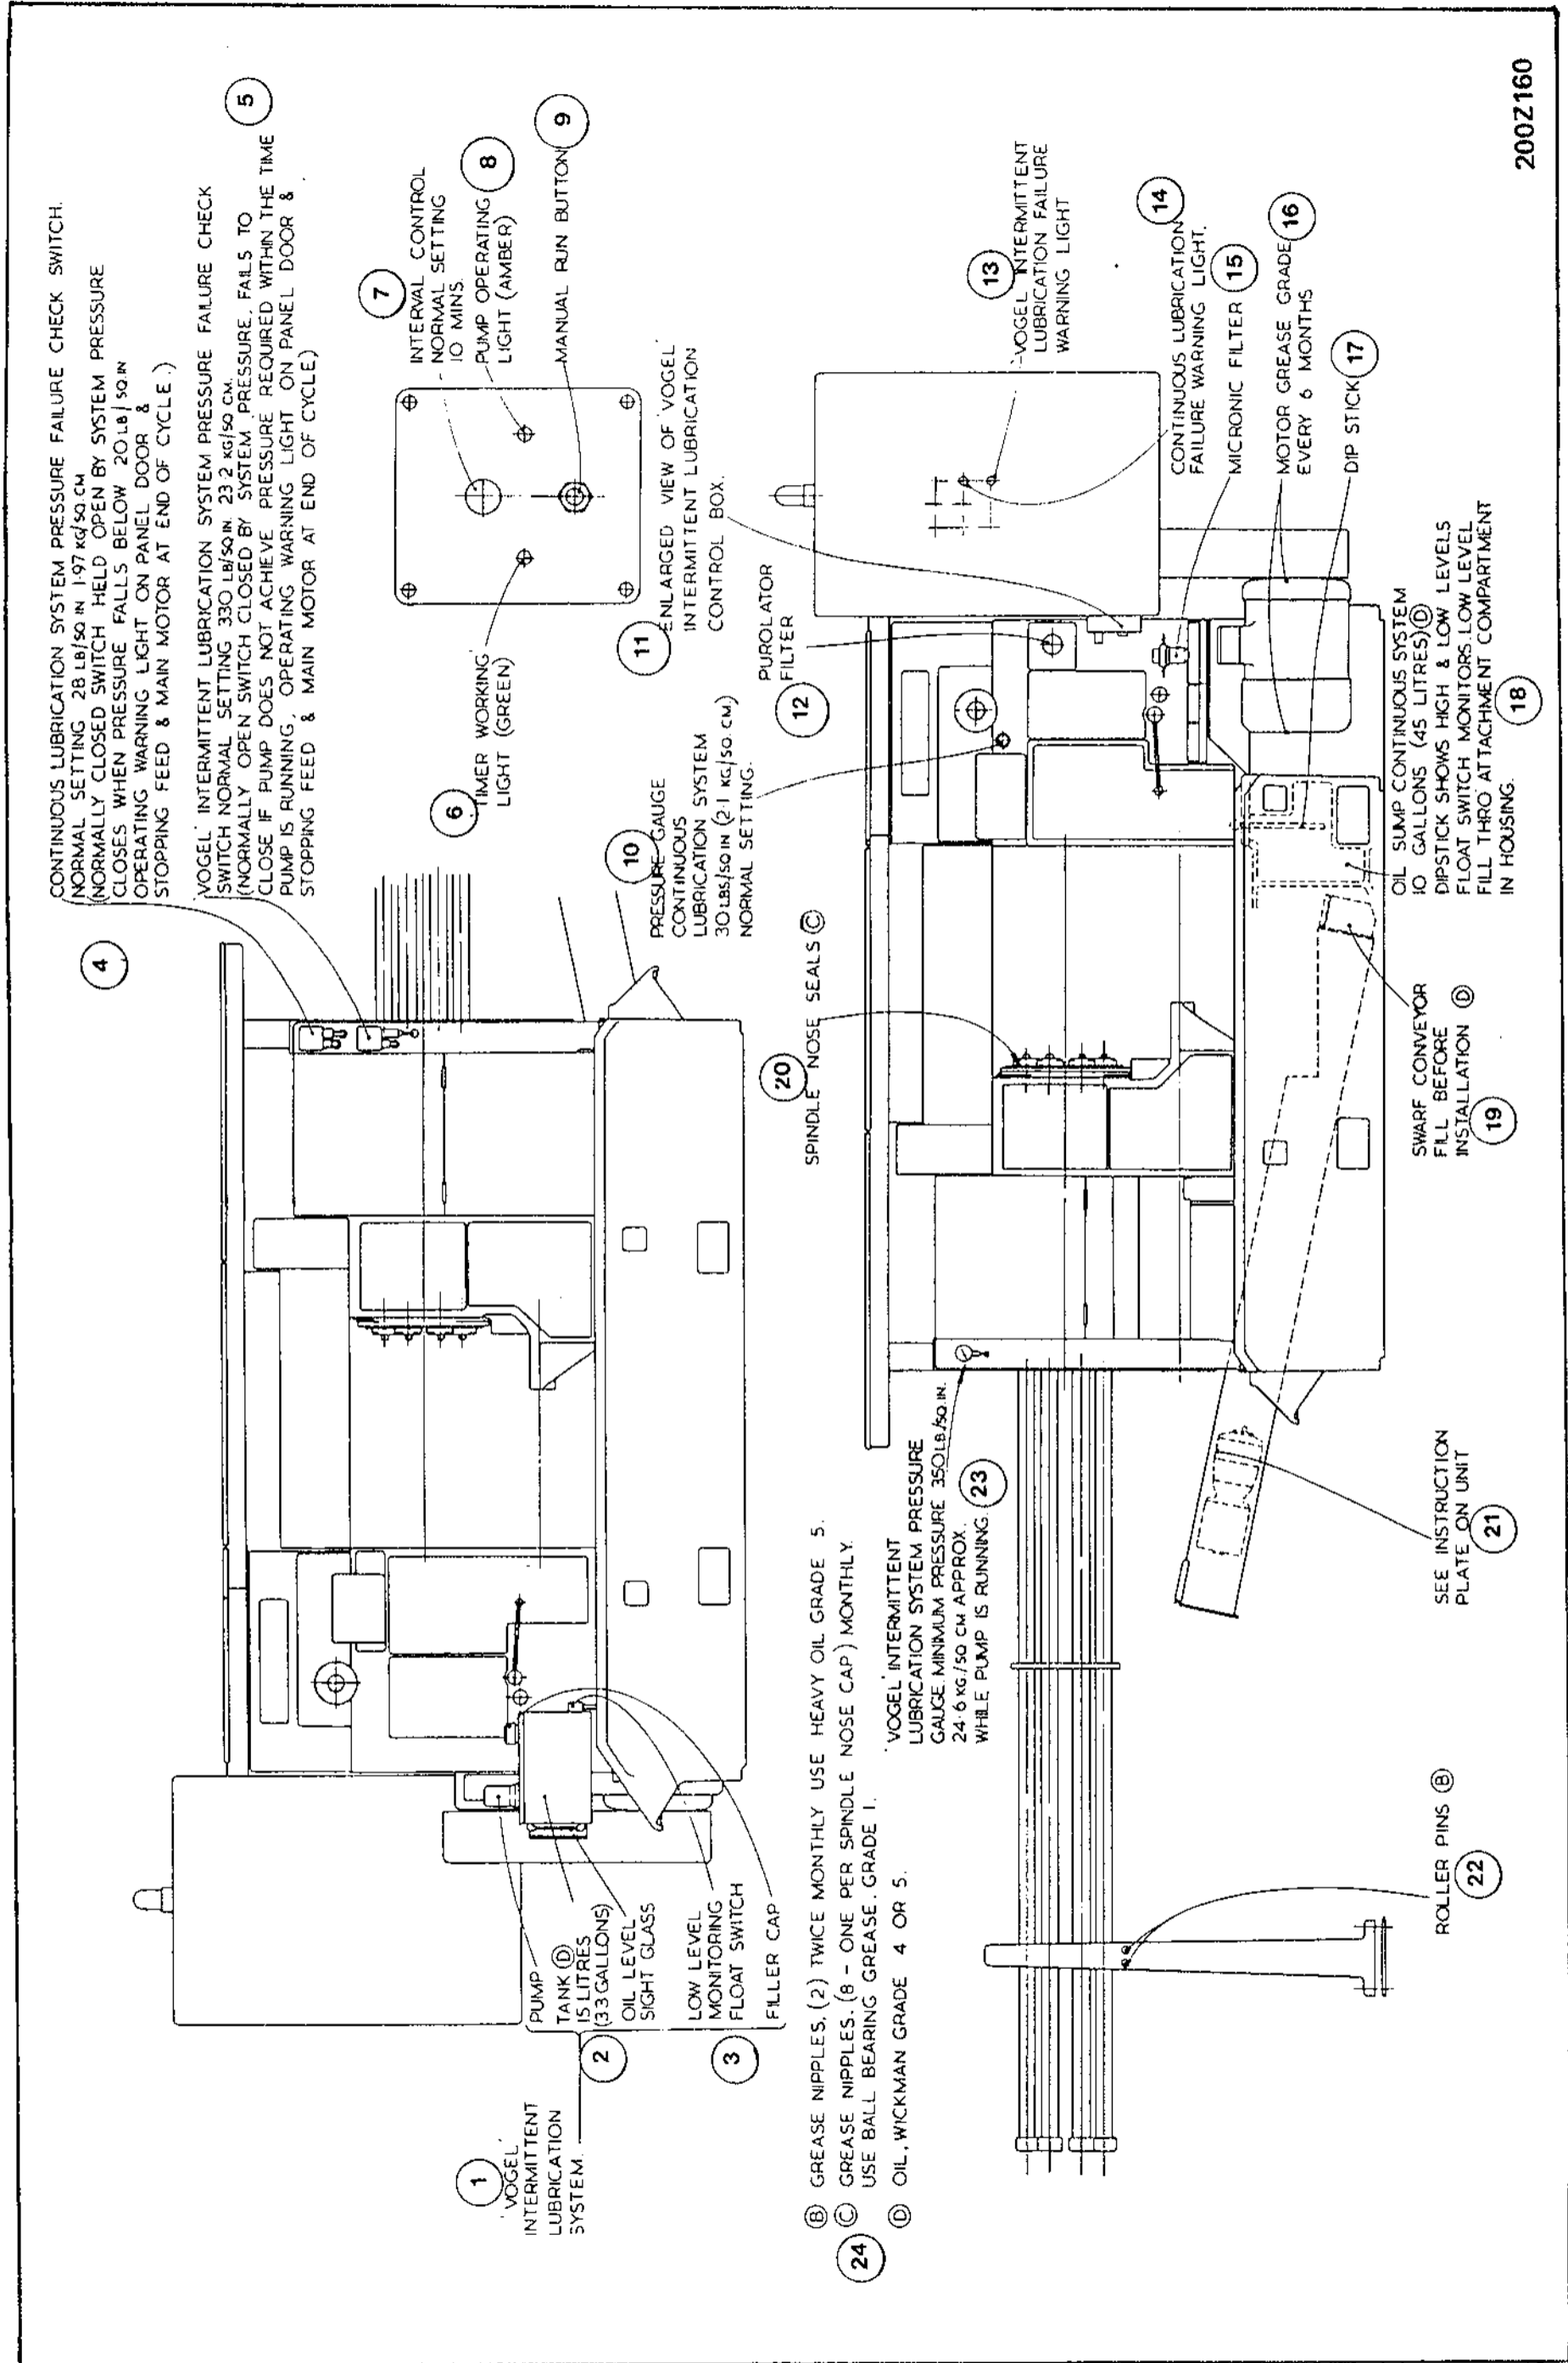 4
CONTINUOUS LUBRICATION SYSTEM PRESSURE FAILURE CHECK SWITCH.
NORMAL SETTING 28 LB/SQ IN 1·97 KG/SQ.CM
(NORMALLY CLOSED SWITCH HELD OPEN BY SYSTEM PRESSURE
CLOSES WHEN PRESSURE FALLS BELOW 20 LB/SQ IN
OPERATING WARNING LIGHT ON PANEL DOOR &
STOPPING FEED & MAIN MOTOR AT END OF CYCLE.)
'VOGEL' INTERMITTENT LUBRICATION SYSTEM PRESSURE FAILURE CHECK
SWITCH NORMAL SETTING 330 LB/SQ IN. 23·2 KG/SQ CM.
(NORMALLY OPEN SWITCH CLOSED BY SYSTEM PRESSURE, FAILS TO
CLOSE IF PUMP DOES NOT ACHIEVE PRESSURE REQUIRED WITHIN THE TIME
PUMP IS RUNNING, OPERATING WARNING LIGHT ON PANEL DOOR &
STOPPING FEED & MAIN MOTOR AT END OF CYCLE)
5
6
TIMER WORKING
LIGHT (GREEN)
7
INTERVAL CONTROL
NORMAL SETTING
10 MINS.
PUMP OPERATING
LIGHT (AMBER)
8
MANUAL RUN BUTTON
9
11
ENLARGED VIEW OF 'VOGEL'
INTERMITTENT LUBRICATION
CONTROL BOX.
1
'VOGEL'
INTERMITTENT
LUBRICATION
SYSTEM.
PUMP
TANK Ⓓ
15 LITRES
(3·3 GALLONS)
2
OIL LEVEL
SIGHT GLASS
LOW LEVEL
MONITORING
FLOAT SWITCH
3
FILLER CAP
10
PRESSURE GAUGE
CONTINUOUS
LUBRICATION SYSTEM
30 LBS/SQ IN (2·1 KG/SQ. CM)
NORMAL SETTING.
12
PUROLATOR
FILTER
13
'VOGEL' INTERMITTENT
LUBRICATION FAILURE
WARNING LIGHT
14
CONTINUOUS LUBRICATION
FAILURE WARNING LIGHT.
MICRONIC FILTER
15
MOTOR GREASE GRADE
EVERY 6 MONTHS
16
DIP STICK
17
OIL SUMP CONTINUOUS SYSTEM
10 GALLONS (45 LITRES) Ⓓ
DIPSTICK SHOWS HIGH & LOW LEVELS
FLOAT SWITCH MONITORS LOW LEVEL
FILL THRO' ATTACHMENT COMPARTMENT
IN HOUSING.
18
SWARF CONVEYOR
FILL BEFORE
INSTALLATION Ⓓ
19
20
SPINDLE NOSE SEALS Ⓒ
SEE INSTRUCTION
PLATE ON UNIT
21
ROLLER PINS Ⓑ
22
'VOGEL' INTERMITTENT
LUBRICATION SYSTEM PRESSURE
GAUGE MINIMUM PRESSURE 350 LB/SQ.IN.
24·6 KG./SQ CM APPROX.
WHILE PUMP IS RUNNING.
23
24
Ⓑ GREASE NIPPLES, (2) TWICE MONTHLY USE HEAVY OIL GRADE 5.
Ⓒ GREASE NIPPLES. (8 - ONE PER SPINDLE NOSE CAP) MONTHLY.
USE BALL BEARING GREASE. GRADE 1.
Ⓓ OIL, WICKMAN GRADE 4 OR 5.
200Z160